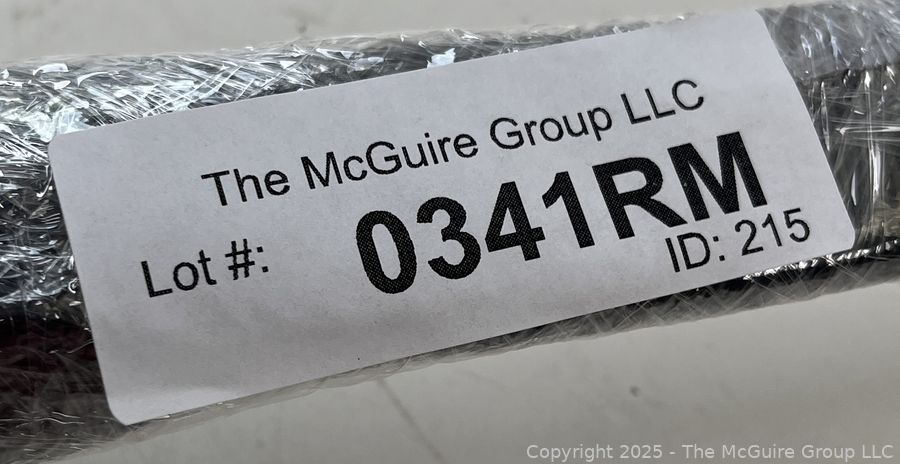 The McGuire Group LLC
Lot #: 0341RM
ID: 215
Copyright 2025 - The McGuire Group LLC